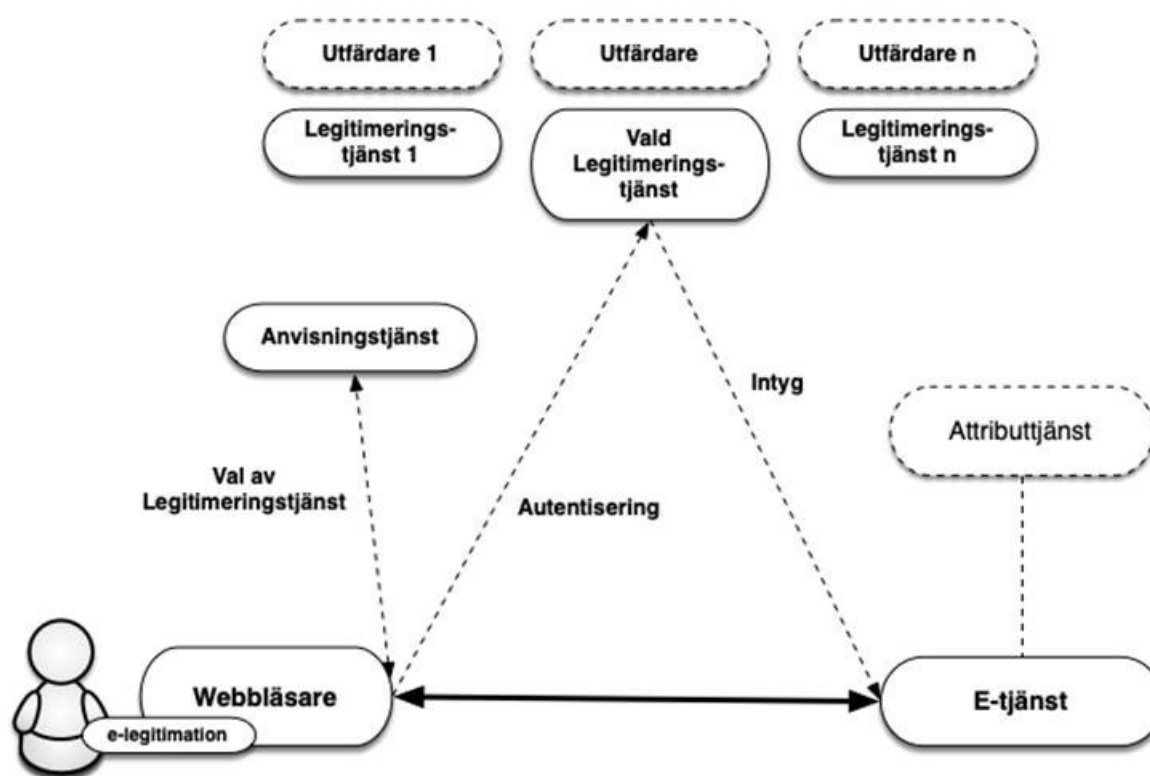 Utfärdare 1
Utfärdare
Utfärdare n
Legitimerings-
tjänst 1
Vald
Legitimerings-
tjänst
Legitimerings-
tjänst n
Anvisningstjänst
Intyg
Attributtjänst
Val av
Legitimeringstjänst
Autentisering
Webbläsare
e-legitimation
E-tjänst